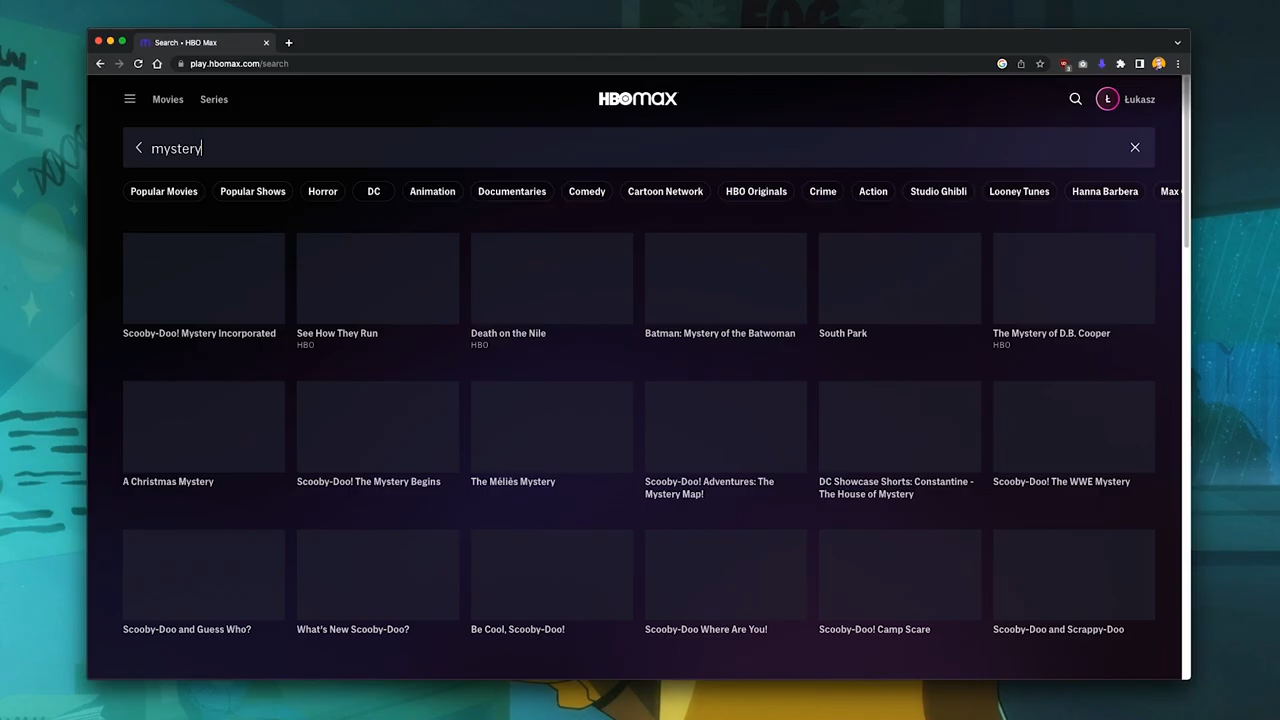 Search • HBO Max
play.hbomax.com/search
3
Movies Series HBOmax Ł Łukasz
mystery
Popular Movies Popular Shows Horror DC Animation Documentaries Comedy Cartoon Network HBO Originals Crime Action Studio Ghibli Looney Tunes Hanna Barbera Max
Scooby-Doo! Mystery Incorporated
See How They Run
HBO
Death on the Nile
HBO
Batman: Mystery of the Batwoman
South Park
The Mystery of D.B. Cooper
HBO
A Christmas Mystery
Scooby-Doo! The Mystery Begins
The Méliès Mystery
Scooby-Doo! Adventures: The
Mystery Map!
DC Showcase Shorts: Constantine -
The House of Mystery
Scooby-Doo! The WWE Mystery
Scooby-Doo and Guess Who?
What's New Scooby-Doo?
Be Cool, Scooby-Doo!
Scooby-Doo Where Are You!
Scooby-Doo! Camp Scare
Scooby-Doo and Scrappy-Doo